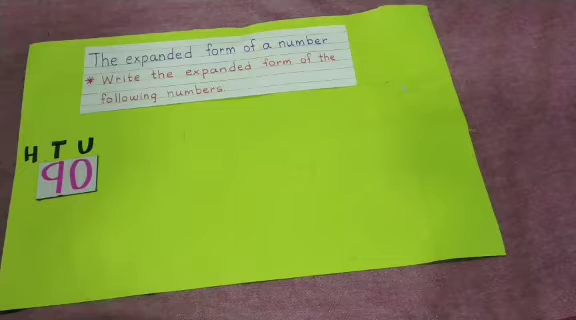 The expanded form of a number
* Write the expanded form of the
following numbers.
H T U
90